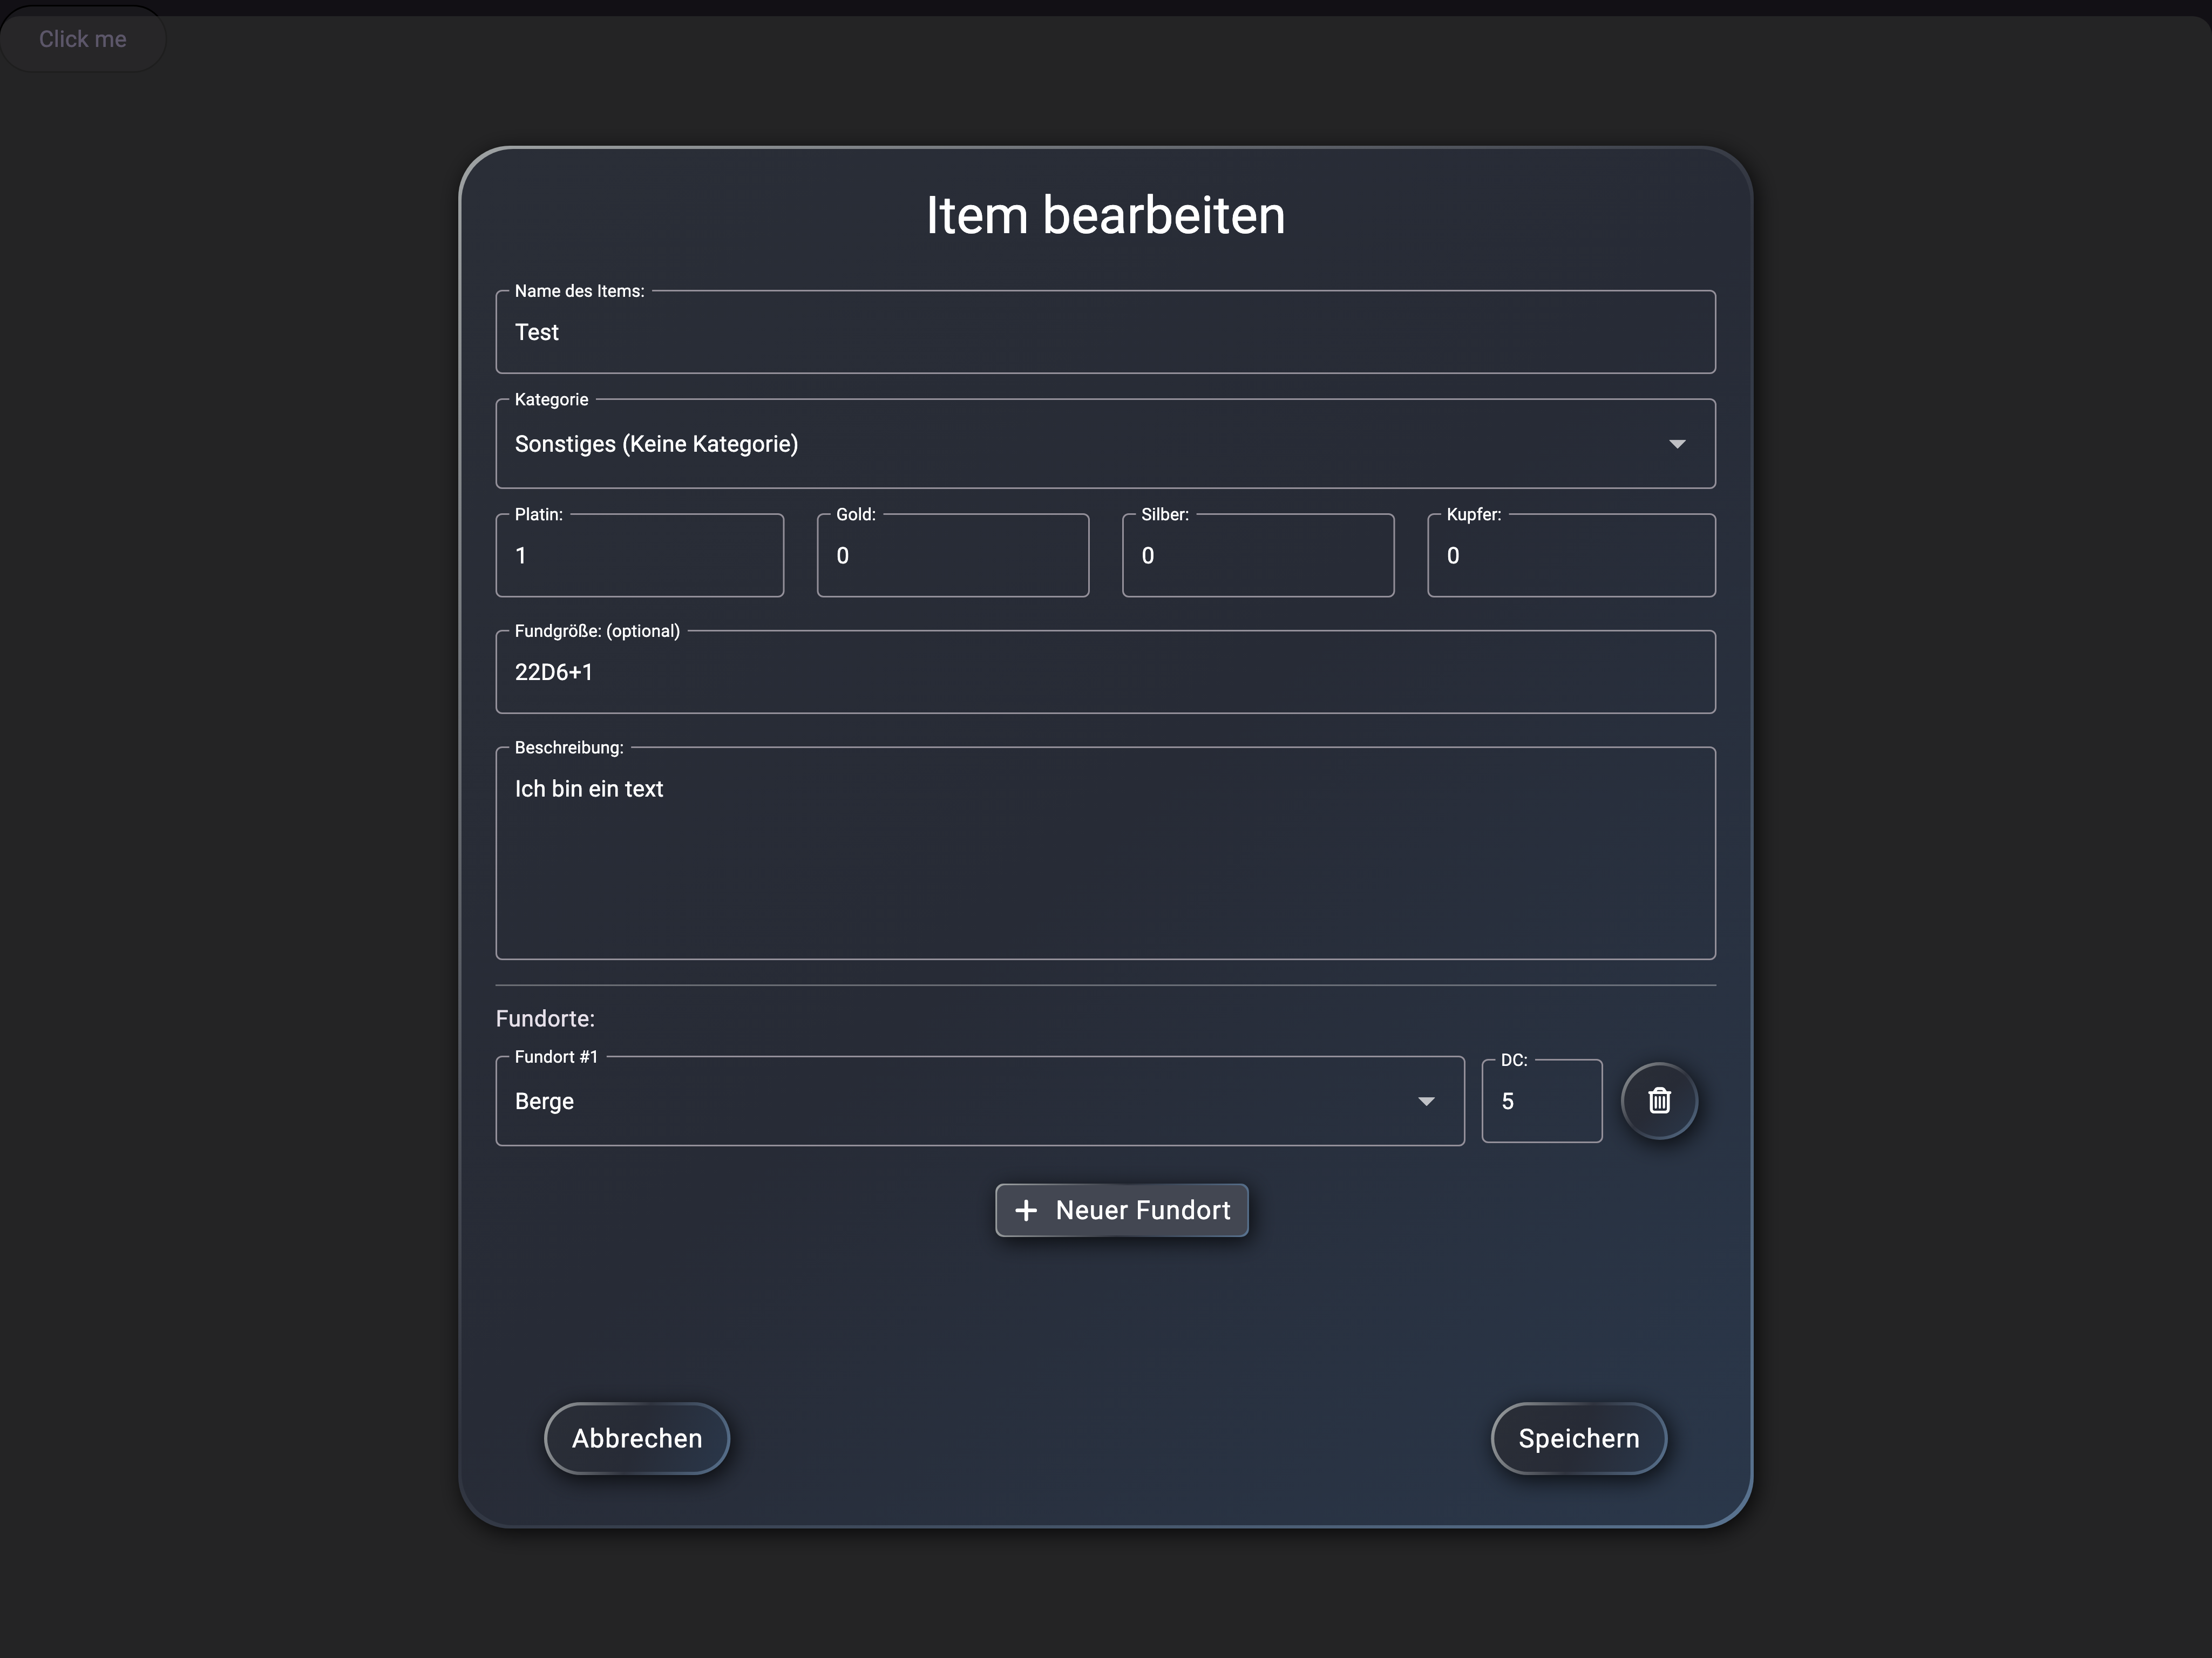 Click me
Item bearbeiten
Name des Items:
Test
Kategorie
Sonstiges (Keine Kategorie)
Platin: Gold: Silber: Kupfer:
1 0 0 0
Fundgröße: (optional)
22D6+1
Beschreibung:
Ich bin ein text
Fundorte:
Fundort #1 DC:
Berge 5
+ Neuer Fundort
Abbrechen Speichern